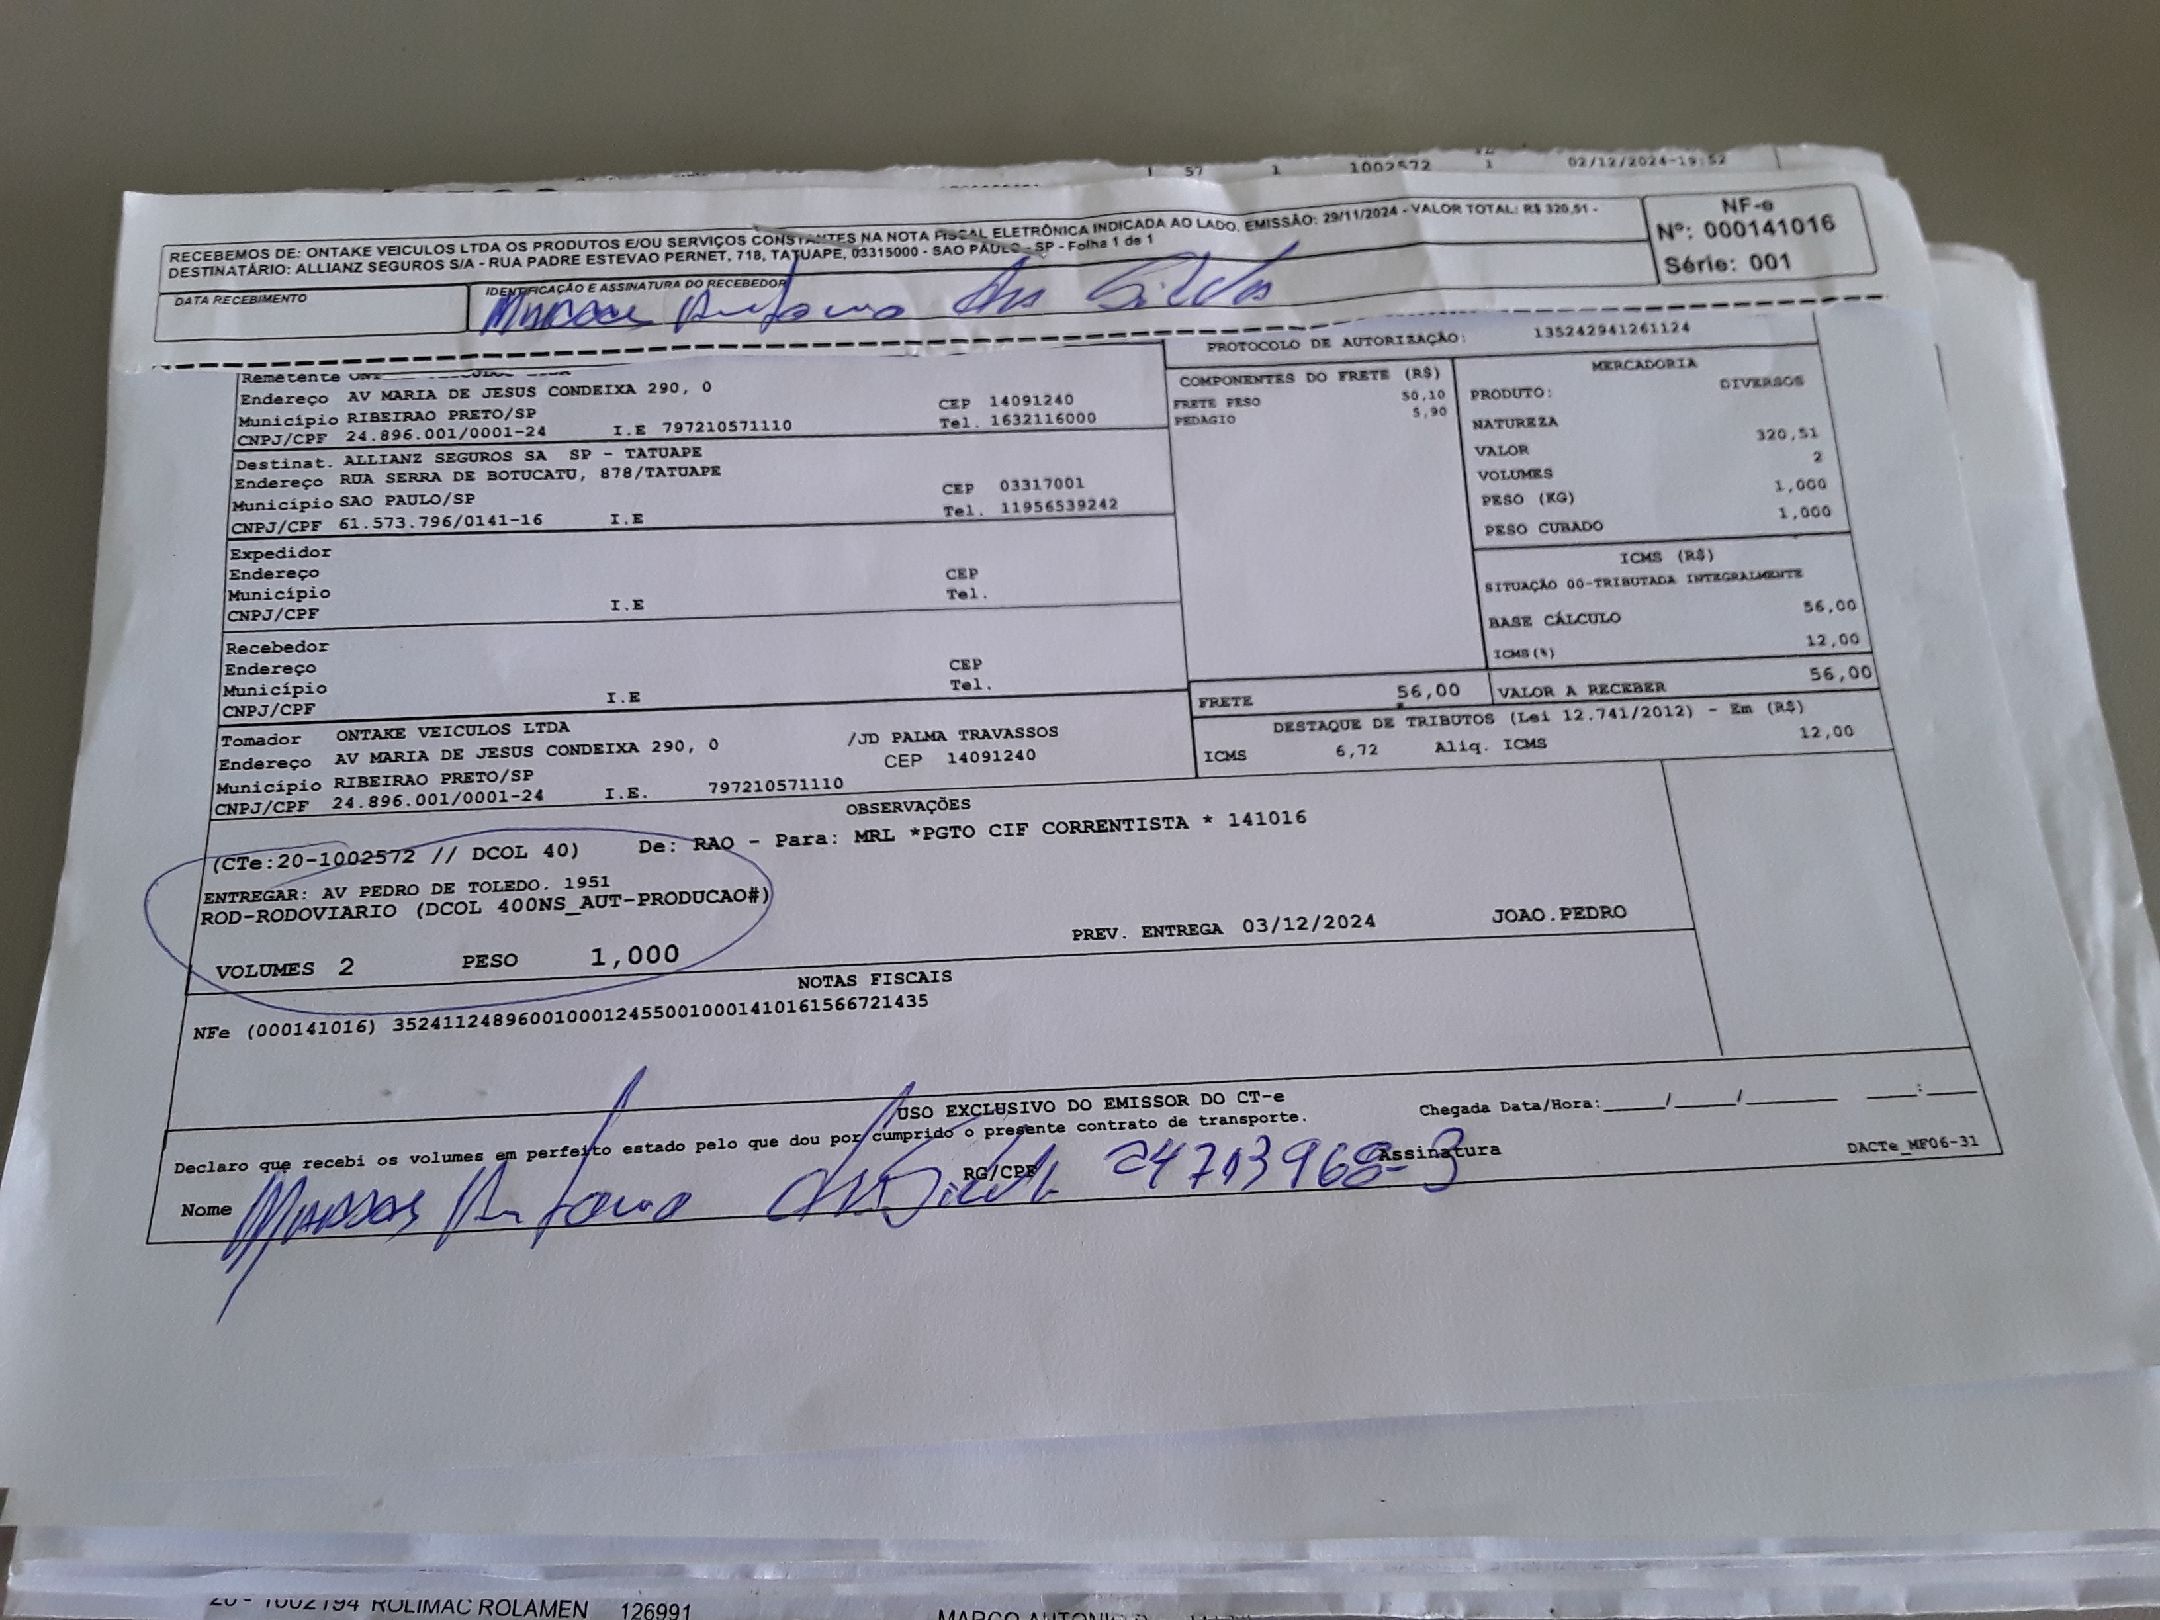 1 57 1 1002572 1 02/12/2024-19:52
RECEBEMOS DE: ONTAKE VEICULOS LTDA OS PRODUTOS E/OU SERVIÇOS CONSTANTES NA NOTA FISCAL ELETRÔNICA INDICADA AO LADO. EMISSÃO: 29/11/2024 - VALOR TOTAL: R$ 320,51 -
DESTINATÁRIO: ALLIANZ SEGUROS S/A - RUA PADRE ESTEVAO PERNET, 718, TATUAPE, 03315000 - SAO PAULO - SP - Folha 1 de 1
NF-e
Nº: 000141016
Série: 001
DATA RECEBIMENTO
IDENTIFICAÇÃO E ASSINATURA DO RECEBEDOR
Marcos Antonio da Silva
PROTOCOLO DE AUTORIZAÇÃO: 135242941261124
Remetente
Endereço AV MARIA DE JESUS CONDEIXA 290, 0
Município RIBEIRAO PRETO/SP CEP 14091240
CNPJ/CPF 24.896.001/0001-24 I.E 797210571110 Tel. 1632116000
Destinat. ALLIANZ SEGUROS SA SP - TATUAPE
Endereço RUA SERRA DE BOTUCATU, 878/TATUAPE
Município SAO PAULO/SP CEP 03317001
CNPJ/CPF 61.573.796/0141-16 I.E Tel. 11956539242
Expedidor
Endereço
Município CEP
CNPJ/CPF I.E Tel.
Recebedor
Endereço
Município CEP
CNPJ/CPF I.E Tel.
Tomador ONTAKE VEICULOS LTDA
Endereço AV MARIA DE JESUS CONDEIXA 290, 0 /JD PALMA TRAVASSOS
Município RIBEIRAO PRETO/SP CEP 14091240
CNPJ/CPF 24.896.001/0001-24 I.E. 797210571110
COMPONENTES DO FRETE (R$)
FRETE PESO 50,10
PEDAGIO 5,90
MERCADORIA
PRODUTO: DIVERSOS
NATUREZA
VALOR 320,51
VOLUMES 2
PESO (KG) 1,000
PESO CUBADO 1,000
ICMS (R$)
SITUAÇÃO 00-TRIBUTADA INTEGRALMENTE
BASE CÁLCULO 56,00
ICMS(%) 12,00
FRETE 56,00 VALOR A RECEBER 56,00
DESTAQUE DE TRIBUTOS (Lei 12.741/2012) - Em (R$)
ICMS 6,72 Aliq. ICMS 12,00
OBSERVAÇÕES
(CTe:20-1002572 // DCOL 40) De: RAO - Para: MRL *PGTO CIF CORRENTISTA * 141016
ENTREGAR: AV PEDRO DE TOLEDO. 1951
ROD-RODOVIARIO (DCOL 400NS_AUT-PRODUCAO#)
PREV. ENTREGA 03/12/2024 JOAO.PEDRO
VOLUMES 2 PESO 1,000
NOTAS FISCAIS
NFe (000141016) 35241124896001000124550010001410161566721435
USO EXCLUSIVO DO EMISSOR DO CT-e
Declaro que recebi os volumes em perfeito estado pelo que dou por cumprido o presente contrato de transporte.
Chegada Data/Hora:_____/_____/_______ ____:____
Nome Marcos Antonio da Silva RG/CPF 24713968-3 Assinatura
DACTe_MF06-31
20 - 1002194 ROLIMAC ROLAMEN 126991